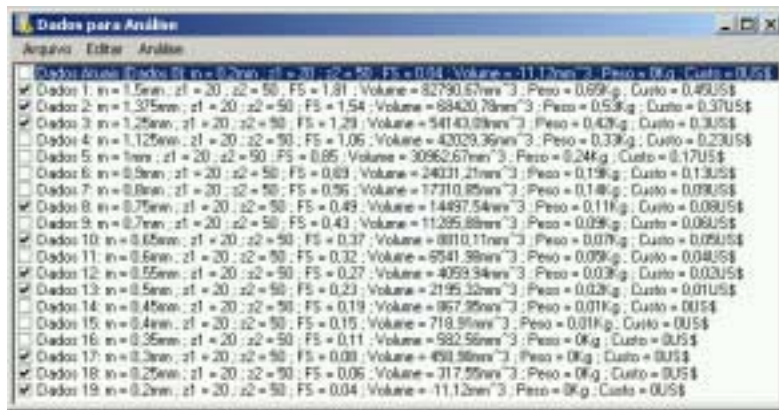 Dados para Análise
Arquivo Editar Análise
Dados Atuais (Dados 0): m = 0,2mm ; z1 = 20 ; z2 = 50 ; FS = 0,04 ; Volume = -11,12mm^3 ; Peso = 0Kg ; Custo = 0US$
Dados 1: m = 1,5mm ; z1 = 20 ; z2 = 50 ; FS = 1,81 ; Volume = 82790,67mm^3 ; Peso = 0,65Kg ; Custo = 0,45US$
Dados 2: m = 1,375mm ; z1 = 20 ; z2 = 50 ; FS = 1,54 ; Volume = 68420,78mm^3 ; Peso = 0,53Kg ; Custo = 0,37US$
Dados 3: m = 1,25mm ; z1 = 20 ; z2 = 50 ; FS = 1,29 ; Volume = 54143,09mm^3 ; Peso = 0,42Kg ; Custo = 0,3US$
Dados 4: m = 1,125mm ; z1 = 20 ; z2 = 50 ; FS = 1,06 ; Volume = 42029,36mm^3 ; Peso = 0,33Kg ; Custo = 0,23US$
Dados 5: m = 1mm ; z1 = 20 ; z2 = 50 ; FS = 0,85 ; Volume = 30962,67mm^3 ; Peso = 0,24Kg ; Custo = 0,17US$
Dados 6: m = 0,9mm ; z1 = 20 ; z2 = 50 ; FS = 0,69 ; Volume = 24031,21mm^3 ; Peso = 0,19Kg ; Custo = 0,13US$
Dados 7: m = 0,8mm ; z1 = 20 ; z2 = 50 ; FS = 0,56 ; Volume = 17310,85mm^3 ; Peso = 0,14Kg ; Custo = 0,09US$
Dados 8: m = 0,75mm ; z1 = 20 ; z2 = 50 ; FS = 0,49 ; Volume = 14497,54mm^3 ; Peso = 0,11Kg ; Custo = 0,08US$
Dados 9: m = 0,7mm ; z1 = 20 ; z2 = 50 ; FS = 0,43 ; Volume = 11285,88mm^3 ; Peso = 0,09Kg ; Custo = 0,06US$
Dados 10: m = 0,65mm ; z1 = 20 ; z2 = 50 ; FS = 0,37 ; Volume = 8810,11mm^3 ; Peso = 0,07Kg ; Custo = 0,05US$
Dados 11: m = 0,6mm ; z1 = 20 ; z2 = 50 ; FS = 0,32 ; Volume = 6541,98mm^3 ; Peso = 0,05Kg ; Custo = 0,04US$
Dados 12: m = 0,55mm ; z1 = 20 ; z2 = 50 ; FS = 0,27 ; Volume = 4059,94mm^3 ; Peso = 0,03Kg ; Custo = 0,02US$
Dados 13: m = 0,5mm ; z1 = 20 ; z2 = 50 ; FS = 0,23 ; Volume = 2195,32mm^3 ; Peso = 0,02Kg ; Custo = 0,01US$
Dados 14: m = 0,45mm ; z1 = 20 ; z2 = 50 ; FS = 0,19 ; Volume = 867,95mm^3 ; Peso = 0,01Kg ; Custo = 0US$
Dados 15: m = 0,4mm ; z1 = 20 ; z2 = 50 ; FS = 0,15 ; Volume = 718,91mm^3 ; Peso = 0,01Kg ; Custo = 0US$
Dados 16: m = 0,35mm ; z1 = 20 ; z2 = 50 ; FS = 0,11 ; Volume = 582,56mm^3 ; Peso = 0Kg ; Custo = 0US$
Dados 17: m = 0,3mm ; z1 = 20 ; z2 = 50 ; FS = 0,08 ; Volume = mm^3 ; Peso = 0Kg ; Custo = 0US$
Dados 18: m = 0,25mm ; z1 = 20 ; z2 = 50 ; FS = 0,06 ; Volume = 317,55mm^3 ; Peso = 0Kg ; Custo = 0US$
Dados 19: m = 0,2mm ; z1 = 20 ; z2 = 50 ; FS = 0,04 ; Volume = -11,12mm^3 ; Peso = 0Kg ; Custo = 0US$